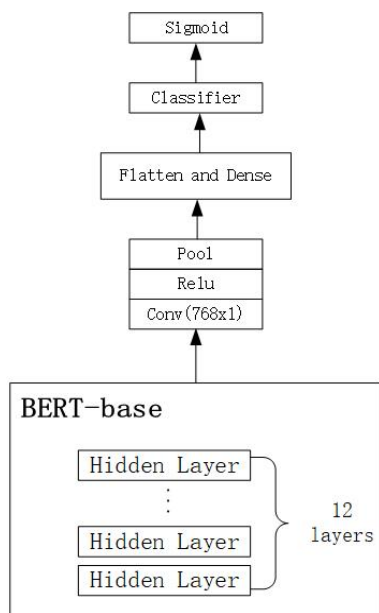 Sigmoid
Classifier
Flatten and Dense
Pool
Relu
Conv(768x1)
BERT-base
Hidden Layer
Hidden Layer
Hidden Layer
12
layers